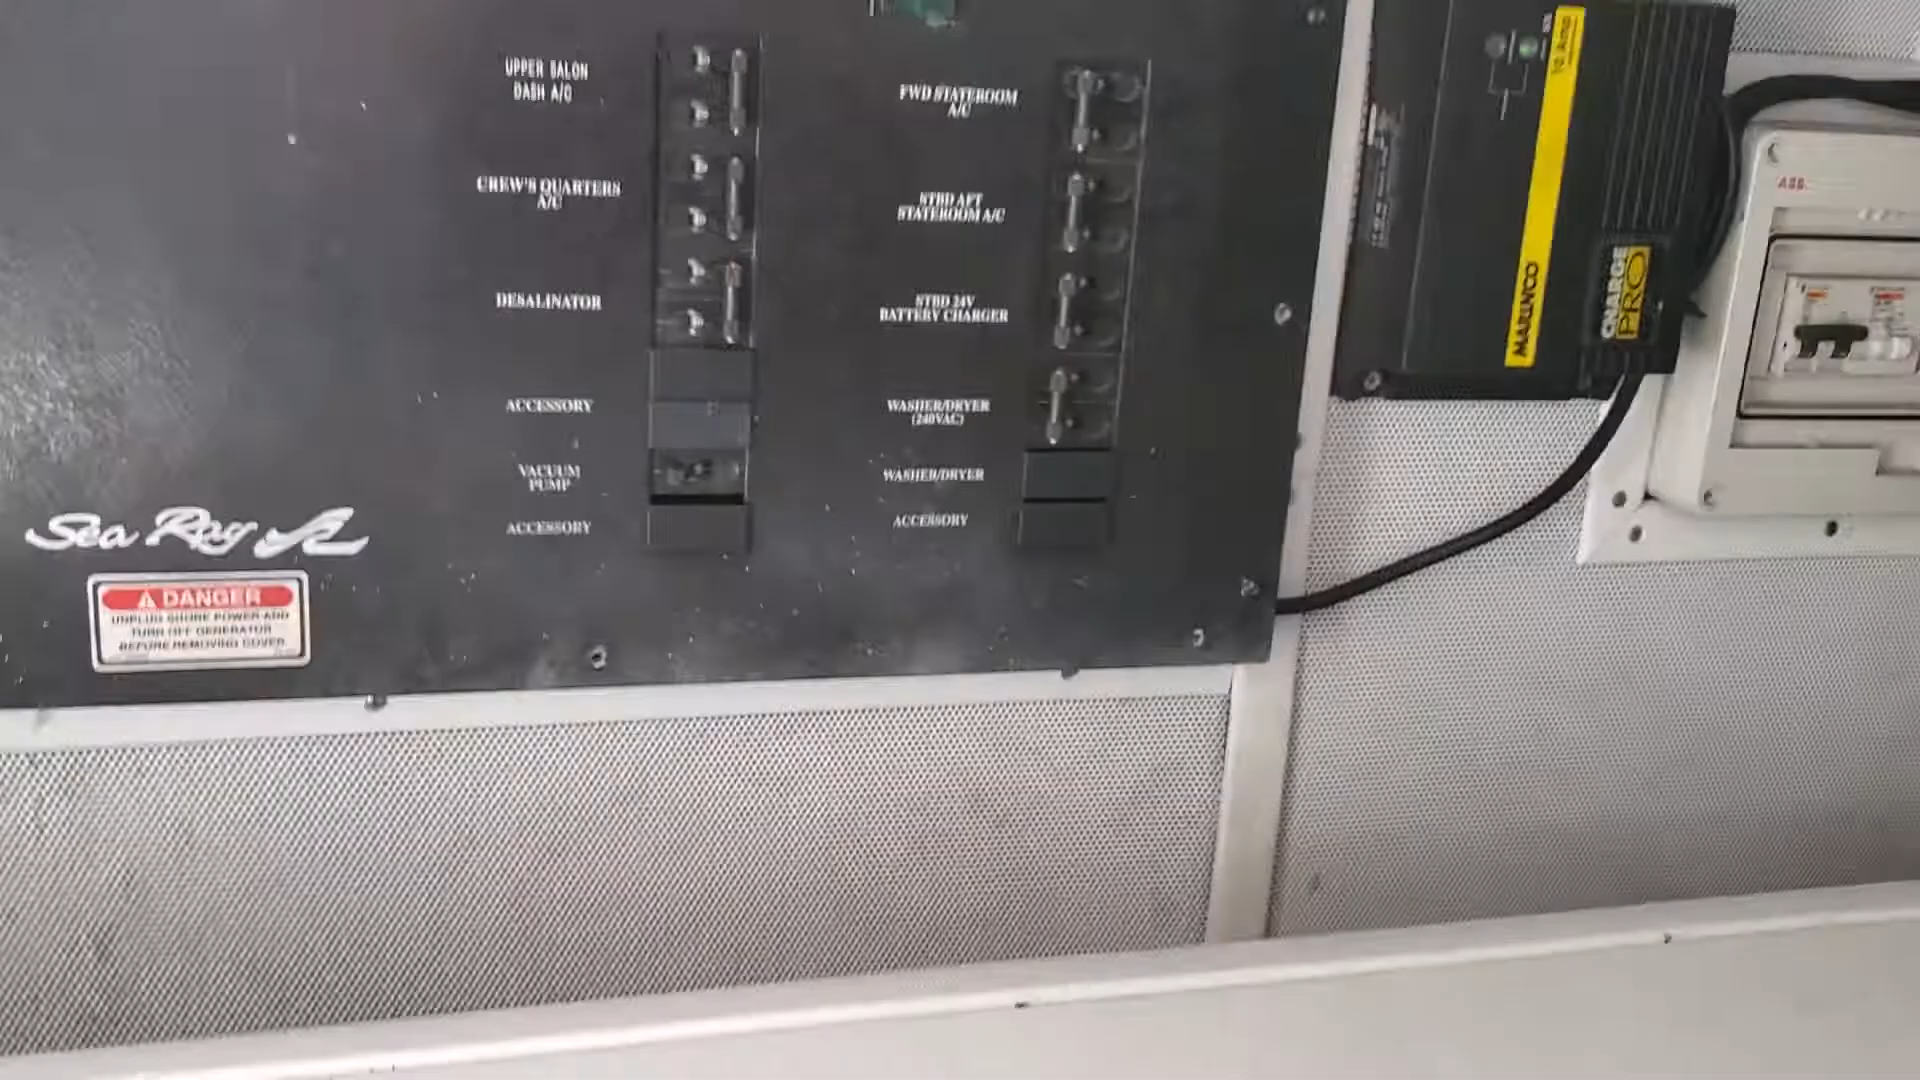 UPPER SALON
DASH A/C
CREW'S QUARTERS
A/C
DESALINATOR
ACCESSORY
VACUUM
PUMP
ACCESSORY
FWD STATEROOM
A/C
STBD AFT
STATEROOM A/C
STBD 24V
BATTERY CHARGER
WASHER/DRYER
(240VAC)
WASHER/DRYER
ACCESSORY
Sea Ray
DANGER
UNPLUG SHORE POWER AND
TURN OFF GENERATOR
BEFORE REMOVING COVER
10 Amp
MARINCO
CHARGE
PRO
ABB